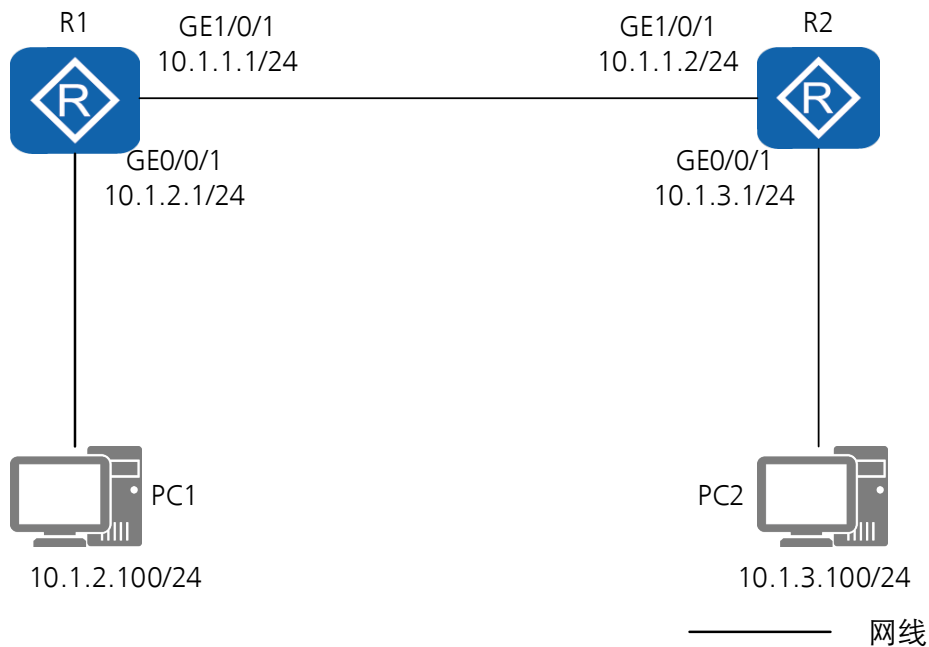 R1
GE1/0/1
10.1.1.1/24
GE1/0/1
10.1.1.2/24
R2
R
R
GE0/0/1
10.1.2.1/24
GE0/0/1
10.1.3.1/24
PC1
10.1.2.100/24
PC2
10.1.3.100/24
网线